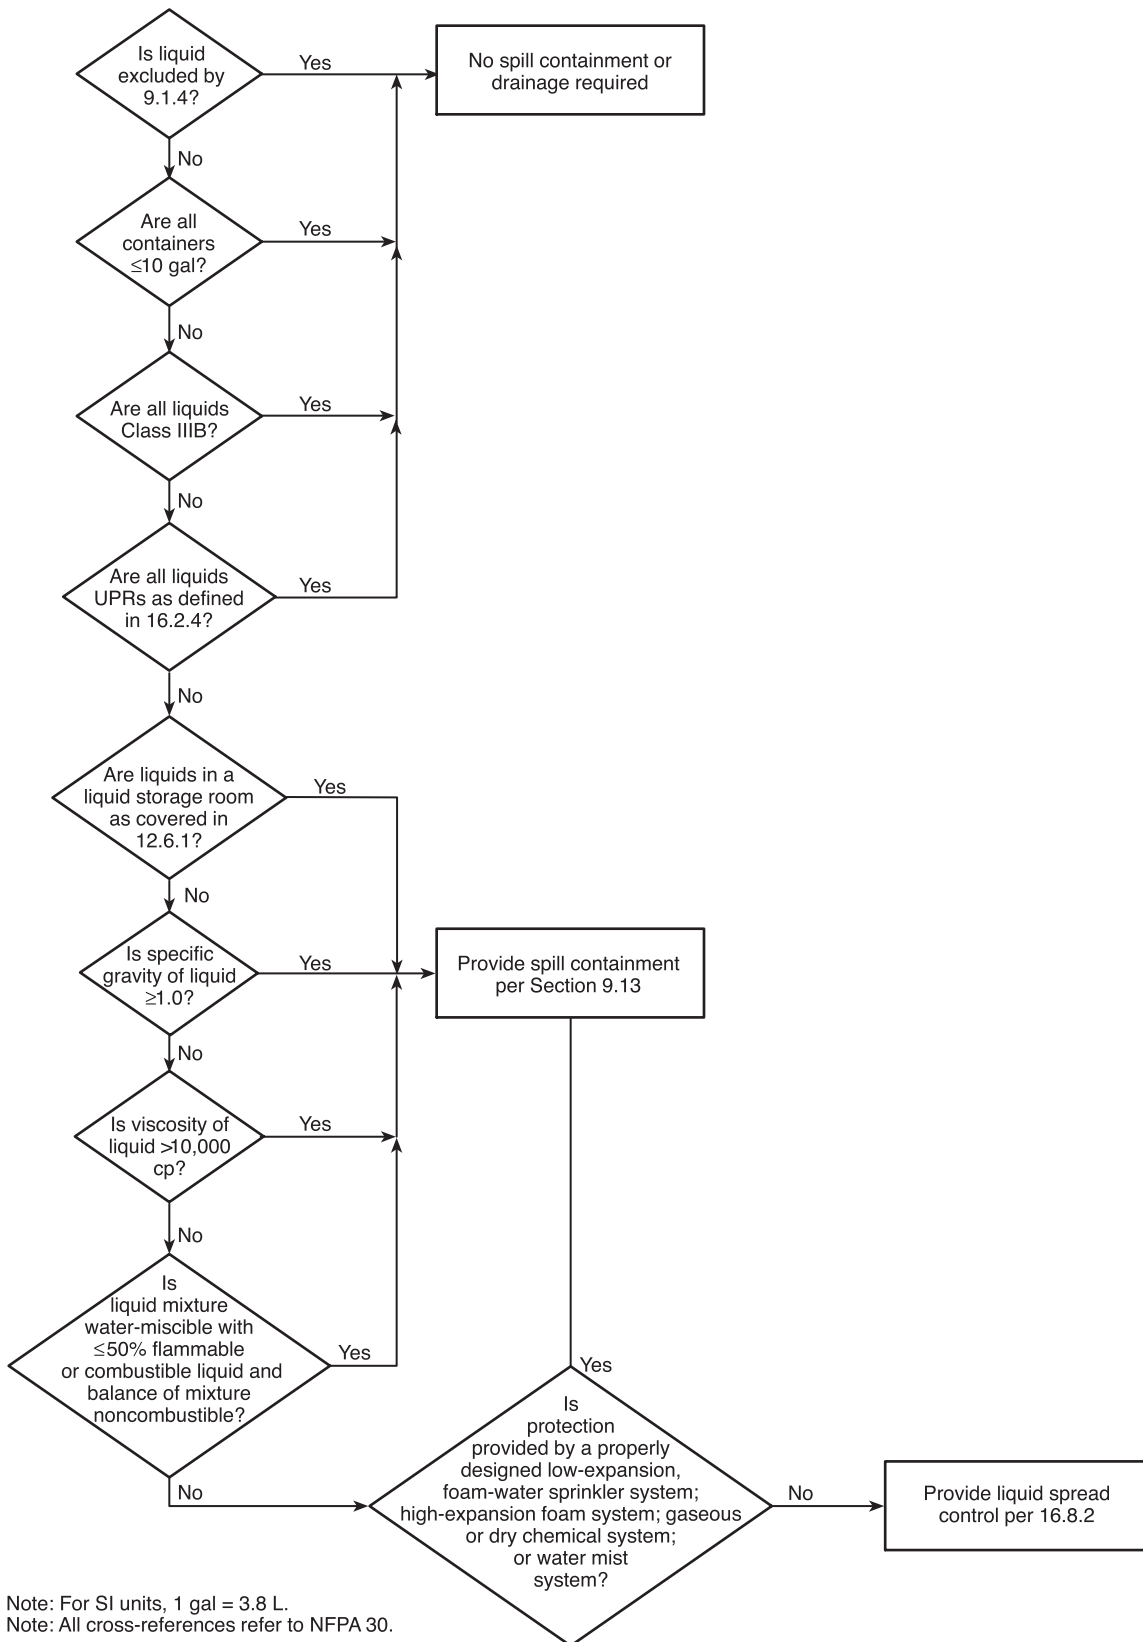 Is liquid
excluded by
9.1.4?
Yes
No spill containment or
drainage required
No
Are all
containers
≤10 gal?
Yes
No
Are all liquids
Class IIIB?
Yes
No
Are all liquids
UPRs as defined
in 16.2.4?
Yes
No
Are liquids in a
liquid storage room
as covered in
12.6.1?
Yes
No
Is specific
gravity of liquid
≥1.0?
Yes
Provide spill containment
per Section 9.13
No
Is viscosity of
liquid >10,000
cp?
Yes
No
Is
liquid mixture
water-miscible with
≤50% flammable
or combustible liquid and
balance of mixture
noncombustible?
Yes
No
Yes
Is
protection
provided by a properly
designed low-expansion,
foam-water sprinkler system;
high-expansion foam system; gaseous
or dry chemical system;
or water mist
system?
No
Provide liquid spread
control per 16.8.2
Note: For SI units, 1 gal = 3.8 L.
Note: All cross-references refer to NFPA 30.